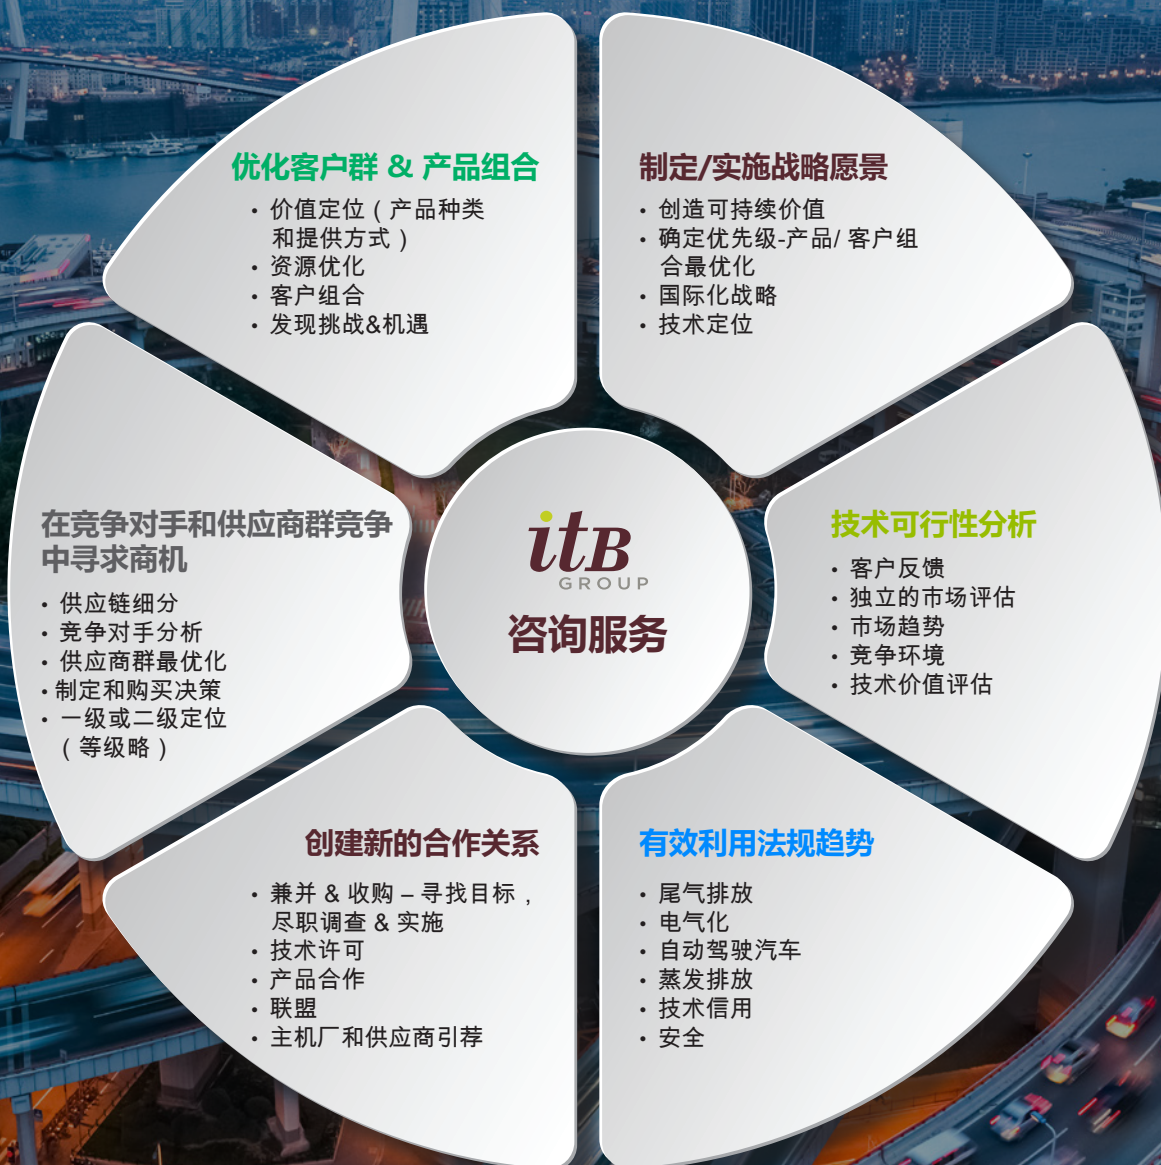 优化客户群 & 产品组合
• 价值定位（产品种类
和提供方式）
• 资源优化
• 客户组合
• 发现挑战&机遇
制定/实施战略愿景
• 创造可持续价值
• 确定优先级-产品/ 客户组
合最优化
• 国际化战略
• 技术定位
在竞争对手和供应商群竞争
中寻求商机
• 供应链细分
• 竞争对手分析
• 供应商群最优化
• 制定和购买决策
• 一级或二级定位
（等级略）
itB
GROUP
咨询服务
技术可行性分析
• 客户反馈
• 独立的市场评估
• 市场趋势
• 竞争环境
• 技术价值评估
创建新的合作关系
• 兼并 & 收购 – 寻找目标，
尽职调查 & 实施
• 技术许可
• 产品合作
• 联盟
• 主机厂和供应商引荐
有效利用法规趋势
• 尾气排放
• 电气化
• 自动驾驶汽车
• 蒸发排放
• 技术信用
• 安全